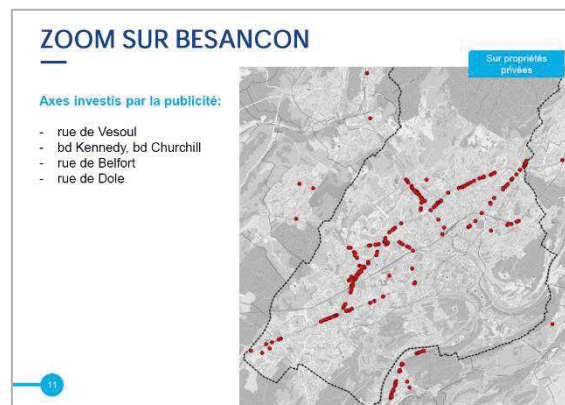 ZOOM SUR BESANCON
Sur propriétés
privées
Axes investis par la publicité:
- rue de Vesoul
- bd Kennedy, bd Churchill
- rue de Belfort
- rue de Dole
11